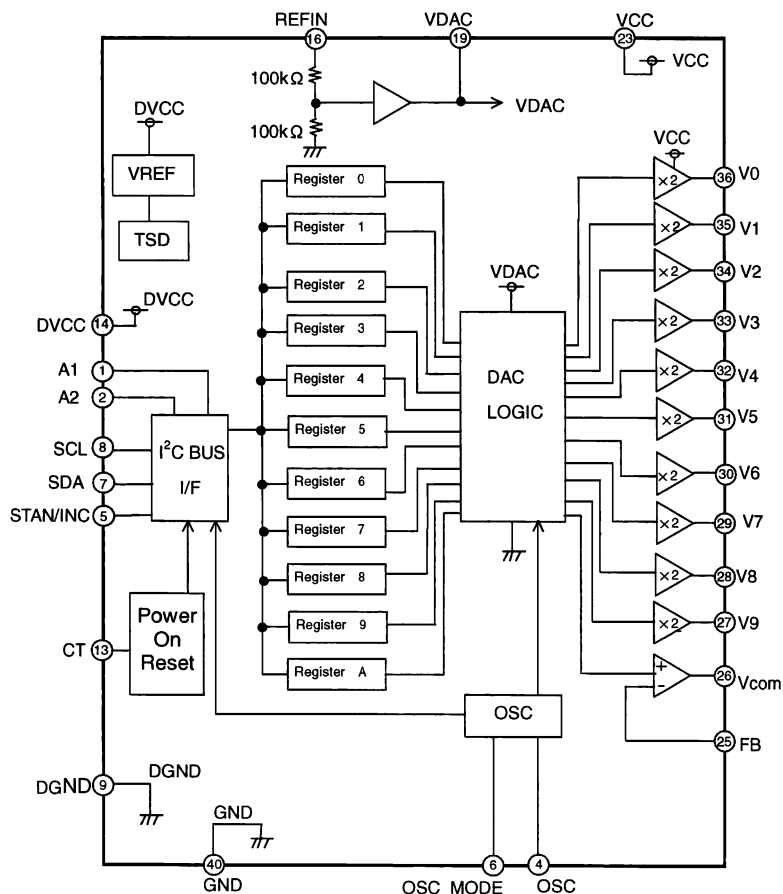 REFIN
VDAC
VCC
16
19
23
VCC
100kΩ
VDAC
100kΩ
DVCC
VREF
TSD
VCC
Register 0
×2
36
V0
Register 1
×2
35
V1
Register 2
×2
34
V2
VDAC
DVCC
14
DVCC
Register 3
×2
33
V3
A1
1
Register 4
×2
32
V4
A2
2
DAC
LOGIC
SCL
8
I²C BUS
I/F
Register 5
×2
31
V5
SDA
7
Register 6
×2
30
V6
STAN/INC
5
Register 7
×2
29
V7
Register 8
×2
28
V8
Power
On
Reset
Register 9
×2
27
V9
CT
13
Register A
+
-
26
Vcom
OSC
25
FB
DGND
9
DGND
GND
40
GND
6
OSC_MODE
4
OSC